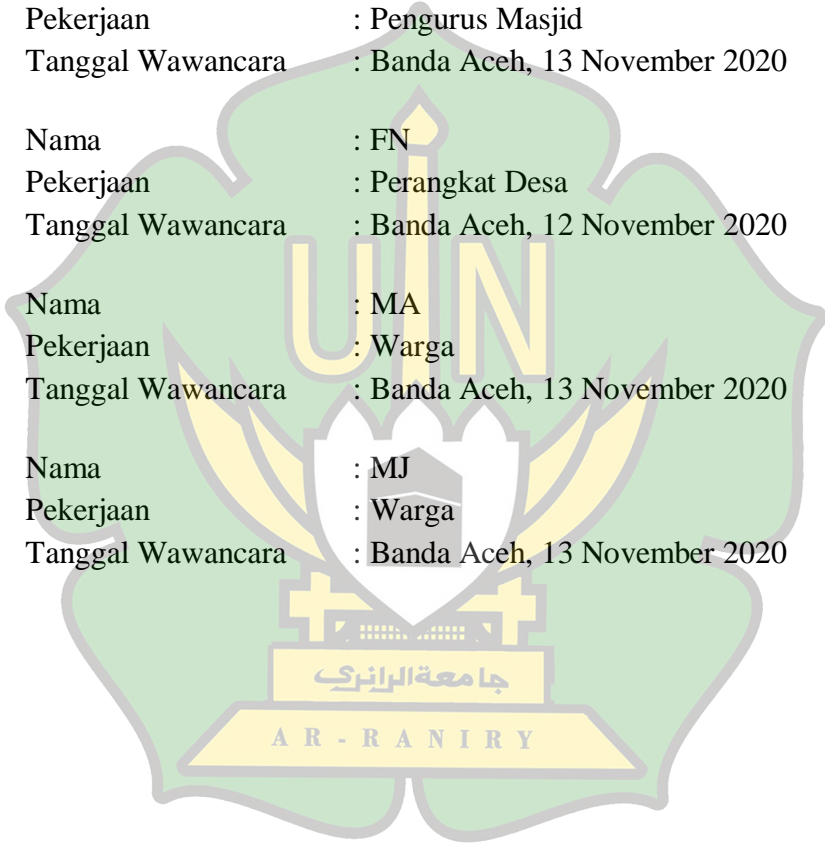 Pekerjaan : Pengurus Masjid
Tanggal Wawancara : Banda Aceh, 13 November 2020
Nama : FN
Pekerjaan : Perangkat Desa
Tanggal Wawancara : Banda Aceh, 12 November 2020
UIN
Nama : MA
Pekerjaan : Warga
Tanggal Wawancara : Banda Aceh, 13 November 2020
Nama : MJ
Pekerjaan : Warga
Tanggal Wawancara : Banda Aceh, 13 November 2020
جامعةالرانري
AR-RANIRY